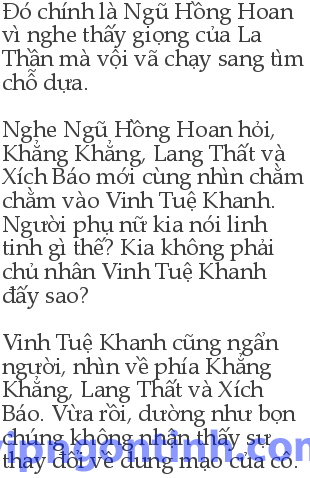 Đó chính là Ngũ Hồng Hoan
vì nghe thấy giọng của La
Thần mà vội vã chạy sang tìm
chỗ dựa.
Nghe Ngũ Hồng Hoan hỏi,
Khẳng Khẳng, Lang Thất và
Xích Báo mới cùng nhìn chằm
chằm vào Vinh Tuệ Khanh.
Người phụ nữ kia nói linh
tinh gì thế? Kia không phải
chủ nhân Vinh Tuệ Khanh
đấy sao?
Vinh Tuệ Khanh cũng ngẩn
người, nhìn về phía Khẳng
Khẳng, Lang Thất và Xích
Báo. Vừa rồi, dường như bọn
chúng không nhận thấy sự
thay đổi về dung mạo của cô.
vipngontinh.com